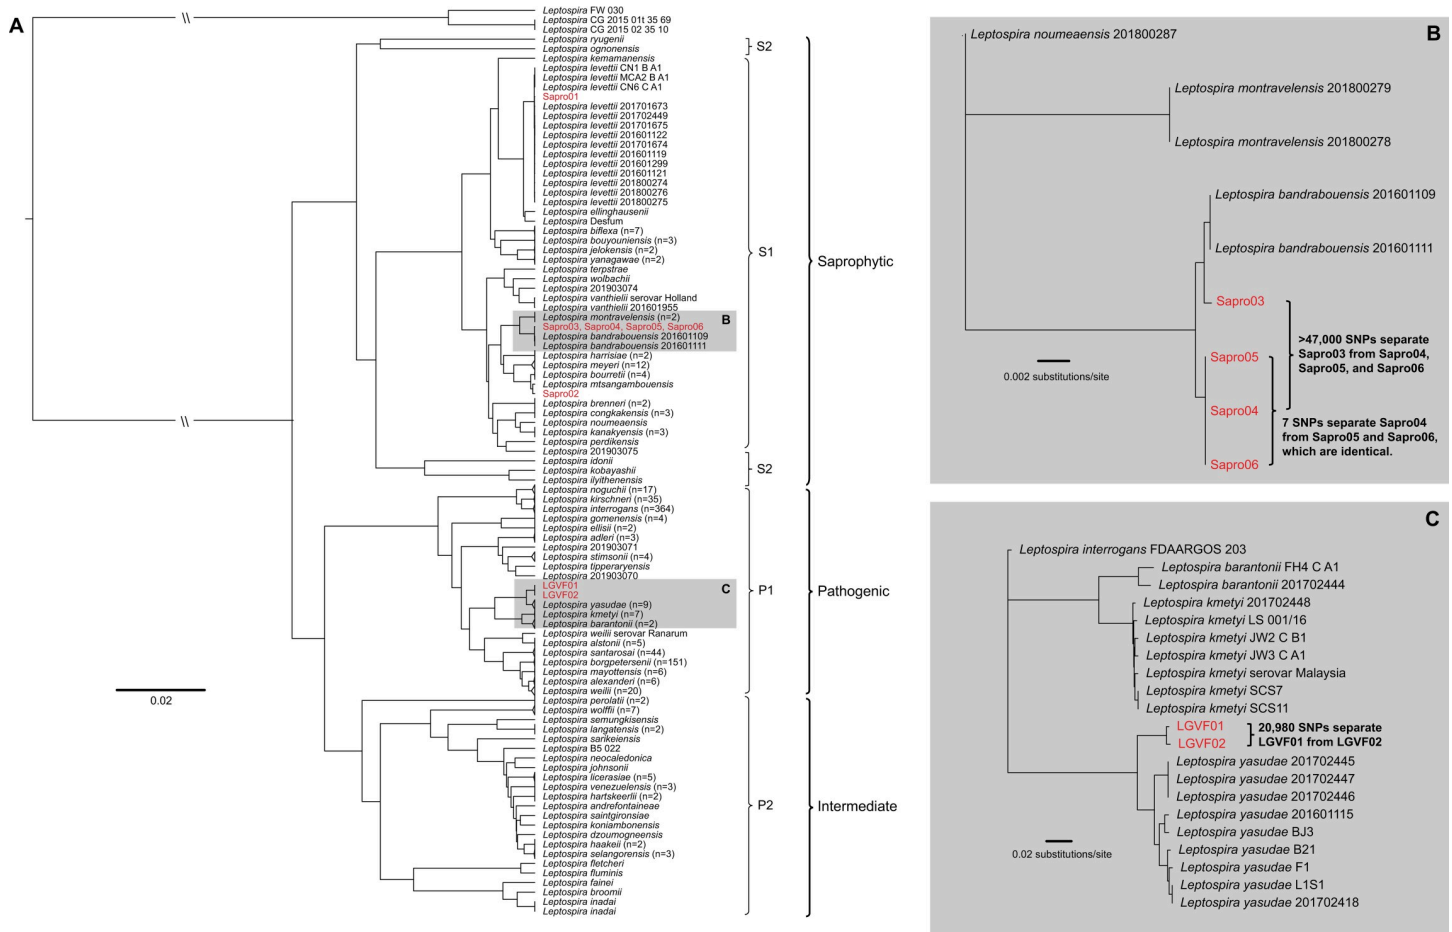 A
Leptospira FW 030
Leptospira CG 2015 01t 35 69
Leptospira CG 2015 02 35 10
Leptospira ryugenii
Leptospira ognonensis
S2
Leptospira kemamanensis
Leptospira levettii CN1 B A1
Leptospira levettii MCA2 B A1
Leptospira levettii CN6 C A1
Sapro01
Leptospira levettii 201701673
Leptospira levettii 201702449
Leptospira levettii 201701675
Leptospira levettii 201601122
Leptospira levettii 201701674
Leptospira levettii 201601119
Leptospira levettii 201601299
Leptospira levettii 201601121
Leptospira levettii 201800274
Leptospira levettii 201800276
Leptospira levettii 201800275
Leptospira ellinghausenii
Leptospira Desfum
Leptospira biflexa (n=7)
Leptospira bouyouniensis (n=3)
Leptospira jelokensis (n=2)
Leptospira yanagawae (n=2)
Leptospira terpstrae
Leptospira wolbachii
Leptospira 201903074
Leptospira vanthielii serovar Holland
Leptospira vanthielii 201601955
Leptospira montravelensis (n=2)
Sapro03, Sapro04, Sapro05, Sapro06
Leptospira bandrabouensis 201601109
Leptospira bandrabouensis 201601111
B
Leptospira harrisiae (n=2)
Leptospira meyeri (n=12)
Leptospira bourretii (n=4)
Leptospira mtsangambouensis
Sapro02
Leptospira brenneri (n=2)
Leptospira congkakensis (n=3)
Leptospira noumeaensis
Leptospira kanakyensis (n=3)
Leptospira perdikensis
Leptospira 201903075
S1
Leptospira idonii
Leptospira kobayashii
Leptospira ilyithenensis
S2
Saprophytic
Leptospira noguchii (n=17)
Leptospira kirschneri (n=35)
Leptospira interrogans (n=364)
Leptospira gomenensis (n=4)
Leptospira ellisii (n=2)
Leptospira adleri (n=3)
Leptospira 201903071
Leptospira stimsonii (n=4)
Leptospira tipperaryensis
Leptospira 201903070
LGVF01
LGVF02
Leptospira yasudae (n=9)
Leptospira kmetyi (n=7)
Leptospira barantonii (n=2)
C
Leptospira weilii serovar Ranarum
Leptospira alstonii (n=5)
Leptospira santarosai (n=44)
Leptospira borgpetersenii (n=151)
Leptospira mayottensis (n=6)
Leptospira alexanderi (n=6)
Leptospira weilii (n=20)
P1
Pathogenic
Leptospira perolatii (n=2)
Leptospira wolffii (n=7)
Leptospira semungkisensis
Leptospira langatensis (n=2)
Leptospira sarikeiensis
Leptospira B5 022
Leptospira neocaledonica
Leptospira johnsonii
Leptospira licerasiae (n=5)
Leptospira venezuelensis (n=3)
Leptospira hartskeerlii (n=2)
Leptospira andrefontaineae
Leptospira saintgironsiae
Leptospira koniambonensis
Leptospira dzoumogneensis
Leptospira haakeii (n=2)
Leptospira selangorensis (n=3)
Leptospira fletcheri
Leptospira fluminis
Leptospira fainei
Leptospira broomii
Leptospira inadai
Leptospira inadai
P2
Intermediate
0.02
B
Leptospira noumeaensis 201800287
Leptospira montravelensis 201800279
Leptospira montravelensis 201800278
Leptospira bandrabouensis 201601109
Leptospira bandrabouensis 201601111
Sapro03
Sapro05
Sapro04
Sapro06
>47,000 SNPs separate
Sapro03 from Sapro04,
Sapro05, and Sapro06
7 SNPs separate Sapro04
from Sapro05 and Sapro06,
which are identical.
0.002 substitutions/site
C
Leptospira interrogans FDAARGOS 203
Leptospira barantonii FH4 C A1
Leptospira barantonii 201702444
Leptospira kmetyi 201702448
Leptospira kmetyi LS 001/16
Leptospira kmetyi JW2 C B1
Leptospira kmetyi JW3 C A1
Leptospira kmetyi serovar Malaysia
Leptospira kmetyi SCS7
Leptospira kmetyi SCS11
LGVF01
LGVF02
20,980 SNPs separate
LGVF01 from LGVF02
Leptospira yasudae 201702445
Leptospira yasudae 201702447
Leptospira yasudae 201702446
Leptospira yasudae 201601115
Leptospira yasudae BJ3
Leptospira yasudae B21
Leptospira yasudae F1
Leptospira yasudae L1S1
Leptospira yasudae 201702418
0.02 substitutions/site